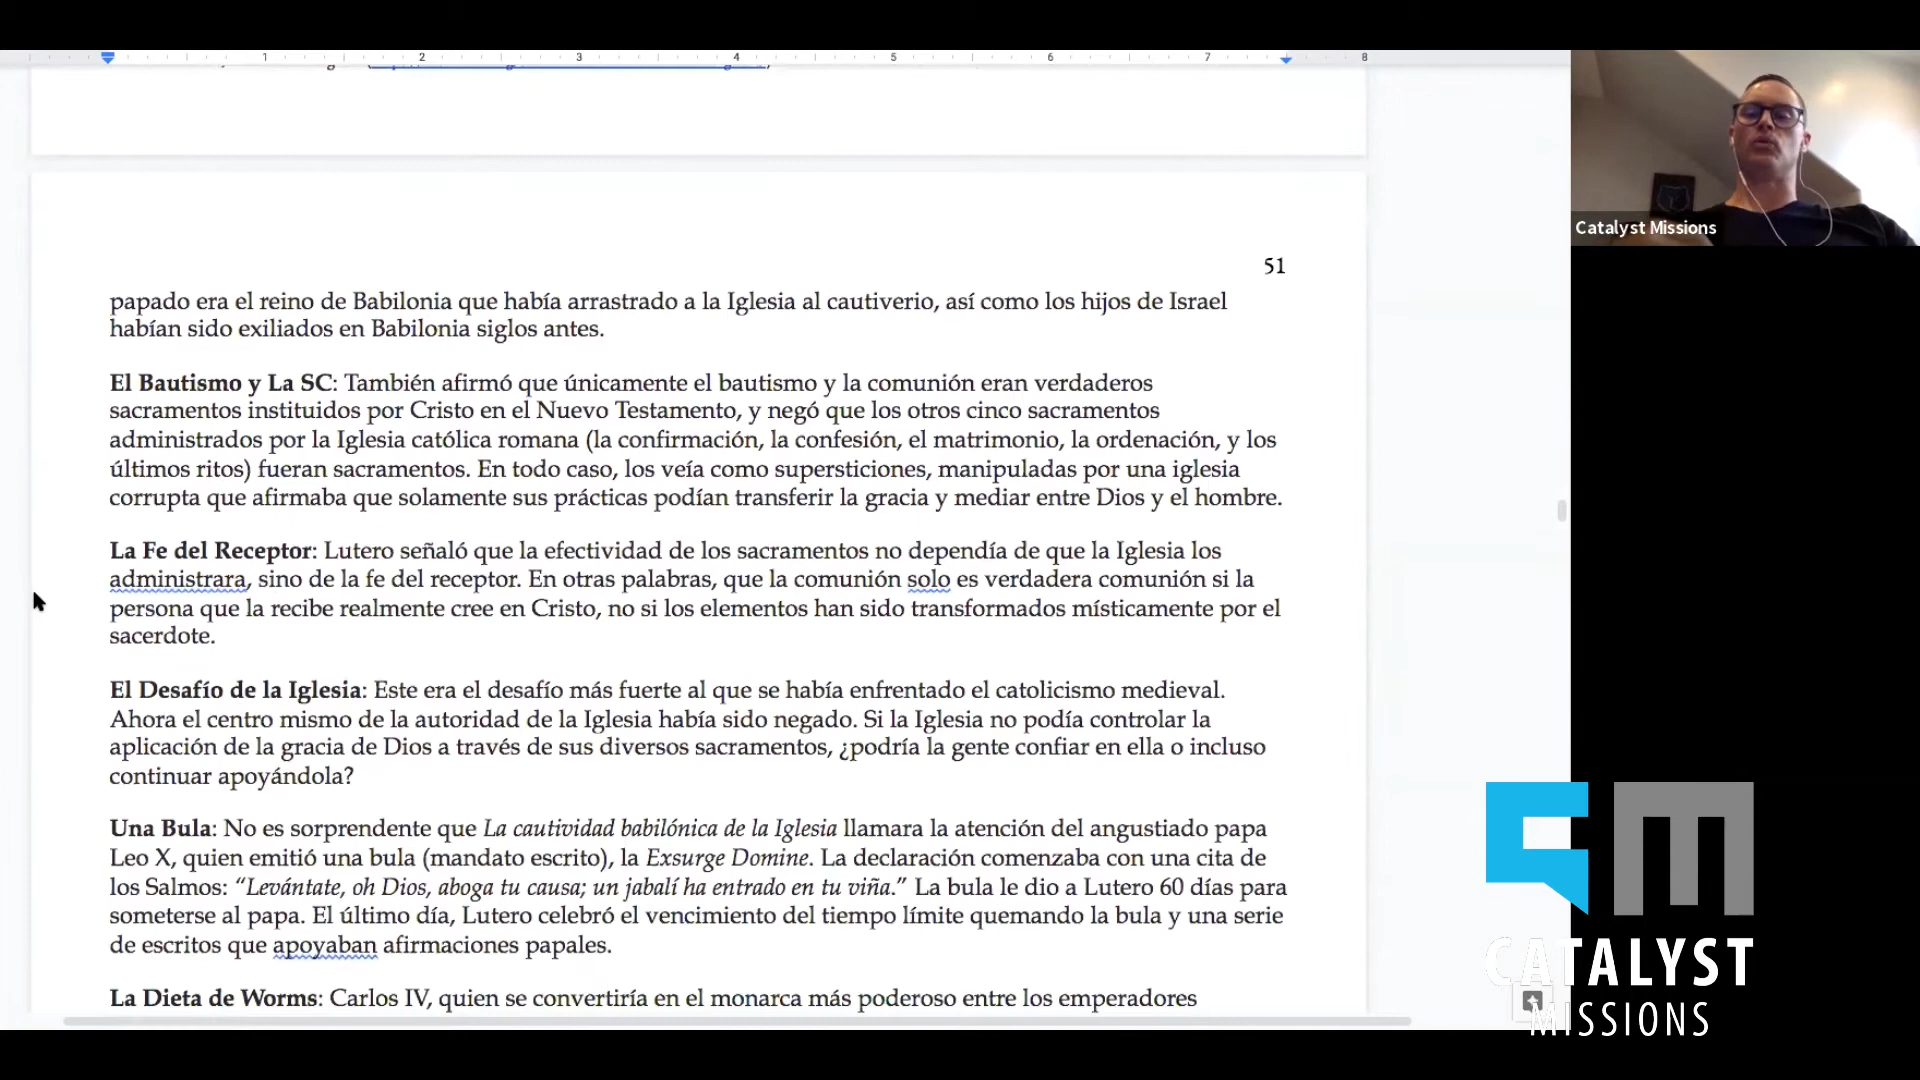 1 2 3 4 5 6 7 8
51
papado era el reino de Babilonia que había arrastrado a la Iglesia al cautiverio, así como los hijos de Israel
habían sido exiliados en Babilonia siglos antes.
El Bautismo y La SC: También afirmó que únicamente el bautismo y la comunión eran verdaderos
sacramentos instituidos por Cristo en el Nuevo Testamento, y negó que los otros cinco sacramentos
administrados por la Iglesia católica romana (la confirmación, la confesión, el matrimonio, la ordenación, y los
últimos ritos) fueran sacramentos. En todo caso, los veía como supersticiones, manipuladas por una iglesia
corrupta que afirmaba que solamente sus prácticas podían transferir la gracia y mediar entre Dios y el hombre.
La Fe del Receptor: Lutero señaló que la efectividad de los sacramentos no dependía de que la Iglesia los
administrara, sino de la fe del receptor. En otras palabras, que la comunión solo es verdadera comunión si la
persona que la recibe realmente cree en Cristo, no si los elementos han sido transformados místicamente por el
sacerdote.
El Desafío de la Iglesia: Este era el desafío más fuerte al que se había enfrentado el catolicismo medieval.
Ahora el centro mismo de la autoridad de la Iglesia había sido negado. Si la Iglesia no podía controlar la
aplicación de la gracia de Dios a través de sus diversos sacramentos, ¿podría la gente confiar en ella o incluso
continuar apoyándola?
Una Bula: No es sorprendente que La cautividad babilónica de la Iglesia llamara la atención del angustiado papa
Leo X, quien emitió una bula (mandato escrito), la Exsurge Domine. La declaración comenzaba con una cita de
los Salmos: “Levántate, oh Dios, aboga tu causa; un jabalí ha entrado en tu viña.” La bula le dio a Lutero 60 días para
someterse al papa. El último día, Lutero celebró el vencimiento del tiempo límite quemando la bula y una serie
de escritos que apoyaban afirmaciones papales.
La Dieta de Worms: Carlos IV, quien se convertiría en el monarca más poderoso entre los emperadores
Catalyst Missions
CATALYST
MISSIONS